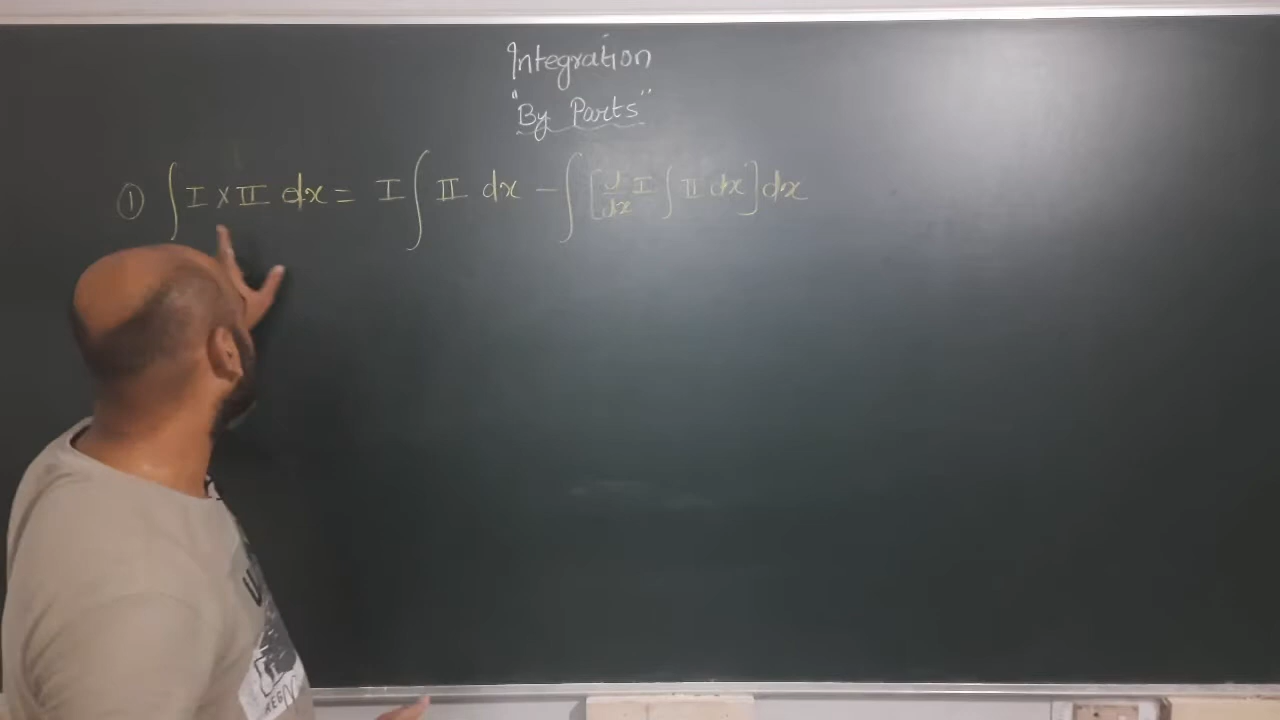 Integration
"By Parts"
① ∫ I × II dx = I ∫ II dx - ∫ [d/dx I ∫ II dx] dx